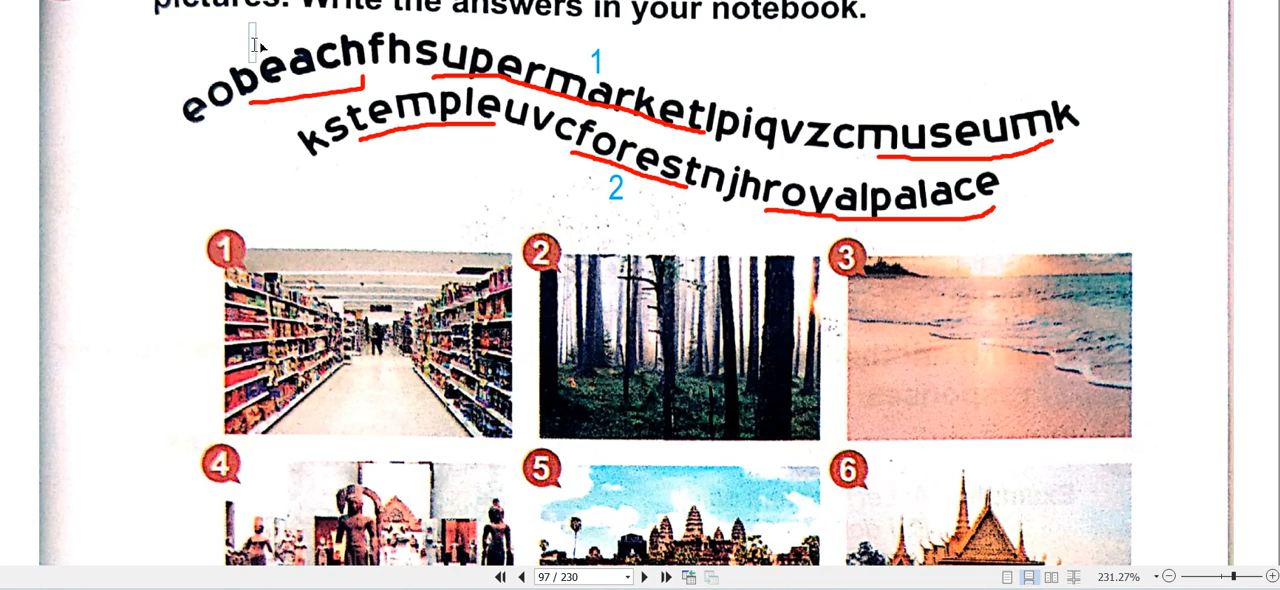 pictures. Write the answers in your notebook.
eobeachfhsupermarketlpiqvzcmuseumk
1
kstempleuvcforestnjhroyalpalace
2
1
2
3
4
5
6
97 / 230
231.27%